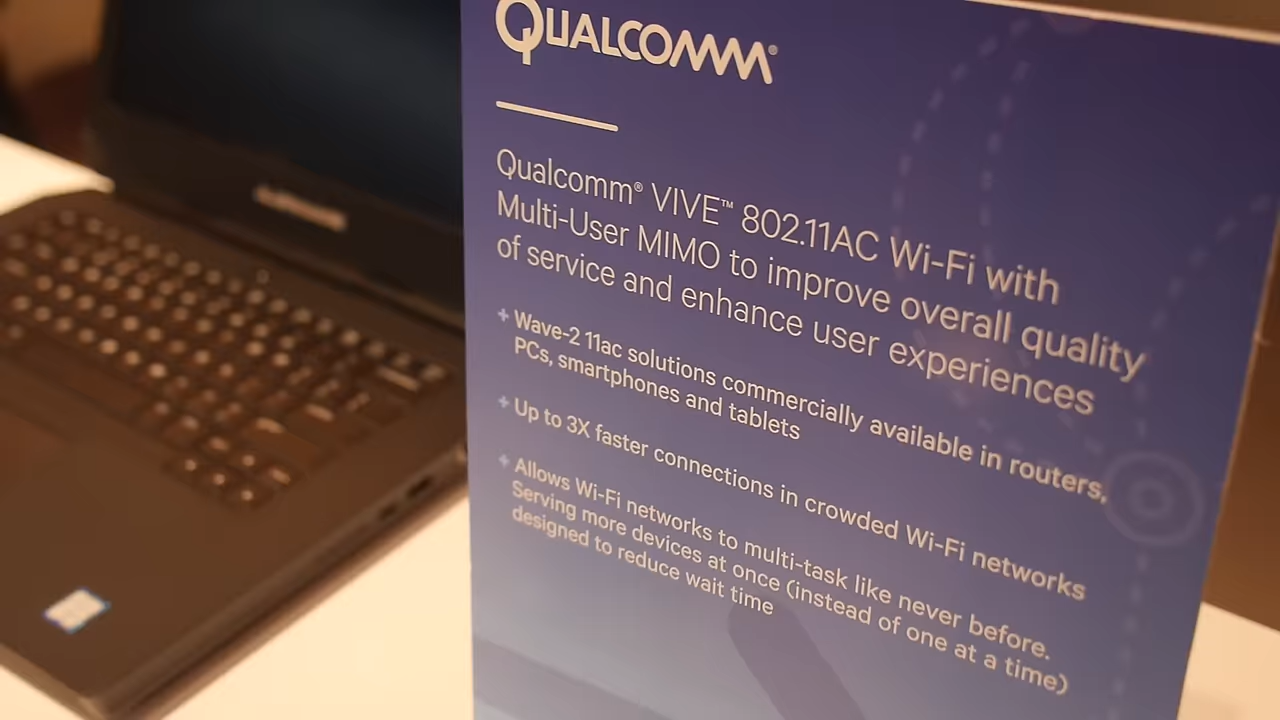 QUALCOMM®
Qualcomm® VIVE™ 802.11AC Wi-Fi with
Multi-User MIMO to improve overall quality
of service and enhance user experiences
+ Wave-2 11ac solutions commercially available in routers,
PCs, smartphones and tablets
+ Up to 3X faster connections in crowded Wi-Fi networks
+ Allows Wi-Fi networks to multi-task like never before.
Serving more devices at once (instead of one at a time)
designed to reduce wait time